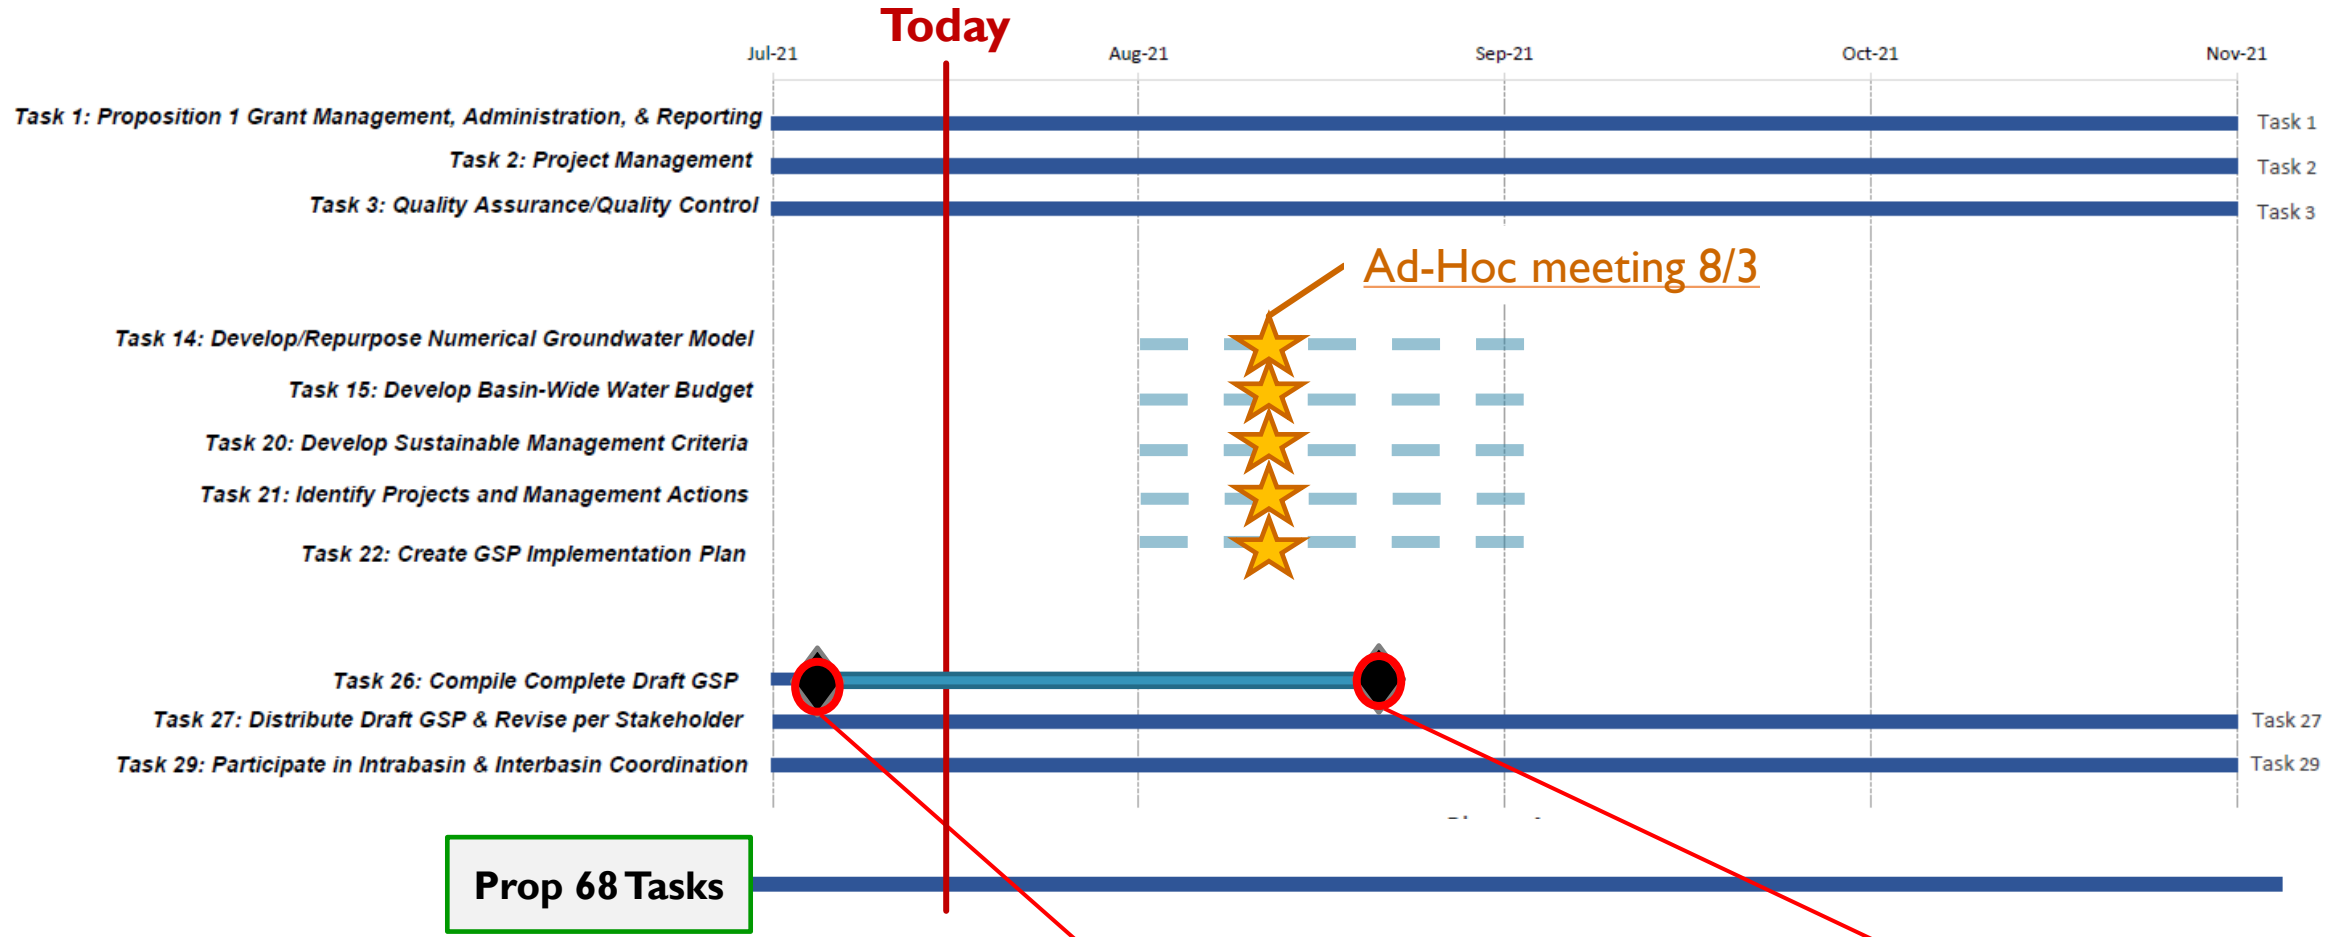 Today
Jul-21 Aug-21 Sep-21 Oct-21 Nov-21
Task 1: Proposition 1 Grant Management, Administration, & Reporting Task 1
Task 2: Project Management Task 2
Task 3: Quality Assurance/Quality Control Task 3
Ad-Hoc meeting 8/3
Task 14: Develop/Repurpose Numerical Groundwater Model
Task 15: Develop Basin-Wide Water Budget
Task 20: Develop Sustainable Management Criteria
Task 21: Identify Projects and Management Actions
Task 22: Create GSP Implementation Plan
Task 26: Compile Complete Draft GSP
Task 27: Distribute Draft GSP & Revise per Stakeholder Task 27
Task 29: Participate in Intrabasin & Interbasin Coordination Task 29
Prop 68 Tasks